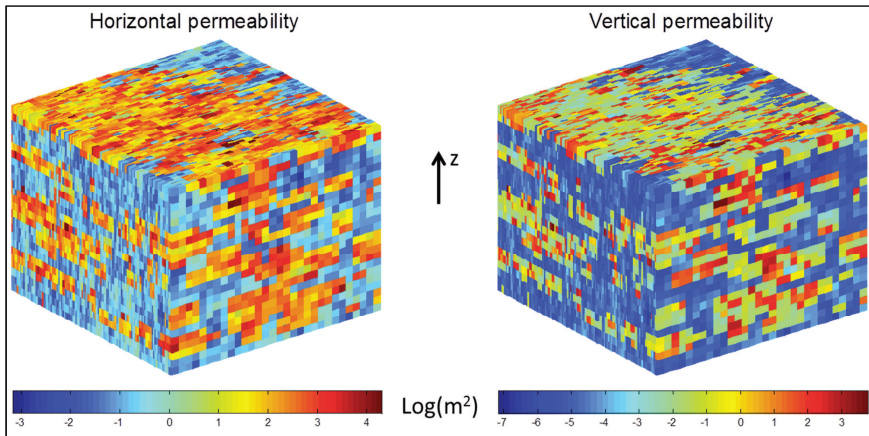 Horizontal permeability
Vertical permeability
z
-3 -2 -1 0 1 2 3 4
Log(m²)
-7 -6 -5 -4 -3 -2 -1 0 1 2 3